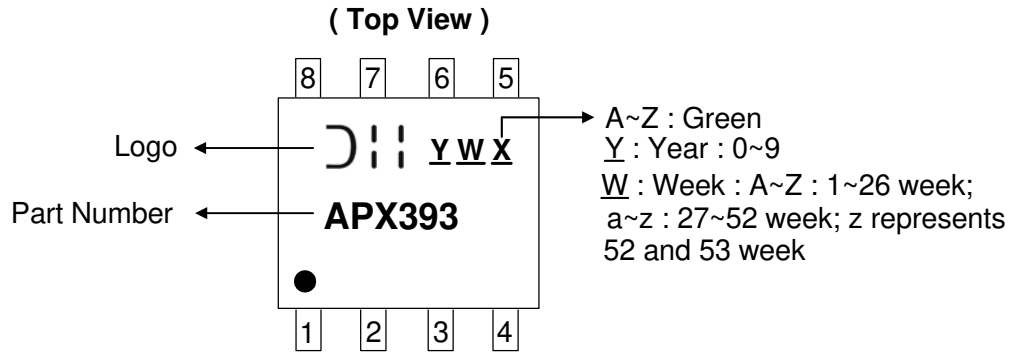 ( Top View )
8 7 6 5
Logo
Y W X
A~Z : Green
Y : Year : 0~9
W : Week : A~Z : 1~26 week;
a~z : 27~52 week; z represents
52 and 53 week
Part Number
APX393
1 2 3 4